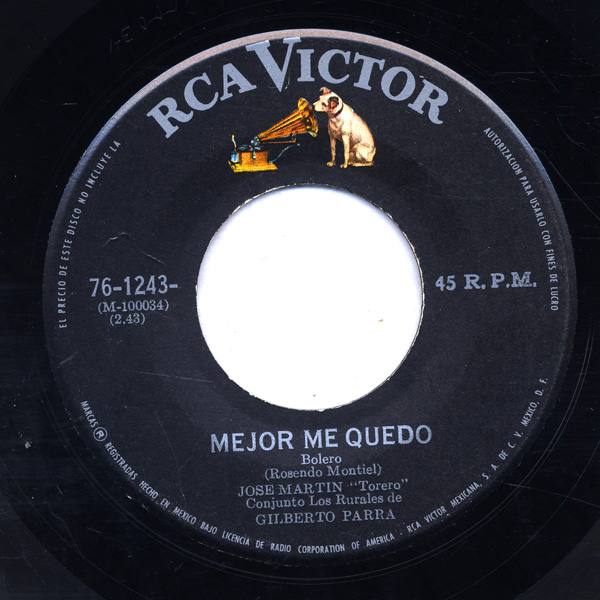 RCA VICTOR
EL PRECIO DE ESTE DISCO NO INCLUYE LA
AUTORIZACION PARA USARLO CON FINES DE LUCRO
76-1243-
(M-100034)
(2.43)
45 R.P.M.
MEJOR ME QUEDO
Bolero
(Rosendo Montiel)
JOSE MARTIN "Torero"
Conjunto Los Rurales de
GILBERTO PARRA
MARCAS ® REGISTRADAS HECHO EN MEXICO BAJO LICENCIA DE RADIO CORPORATION OF AMERICA - RCA VICTOR MEXICANA, S. A. DE C. V. MEXICO, D. F.